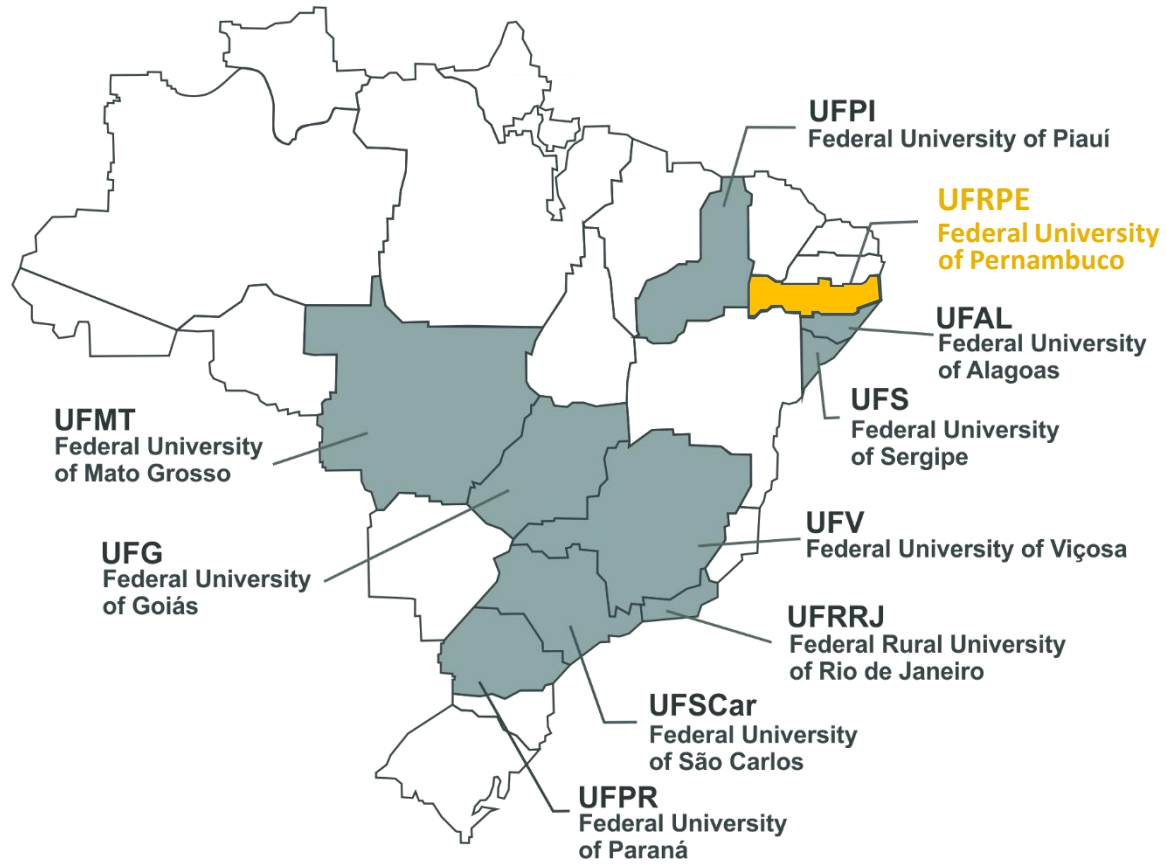 UFPI
Federal University of Piauí
UFRPE
Federal University
of Pernambuco
UFAL
Federal University
of Alagoas
UFS
Federal University
of Sergipe
UFMT
Federal University
of Mato Grosso
UFV
Federal University of Viçosa
UFG
Federal University
of Goiás
UFRRJ
Federal Rural University
of Rio de Janeiro
UFSCar
Federal University
of São Carlos
UFPR
Federal University
of Paraná